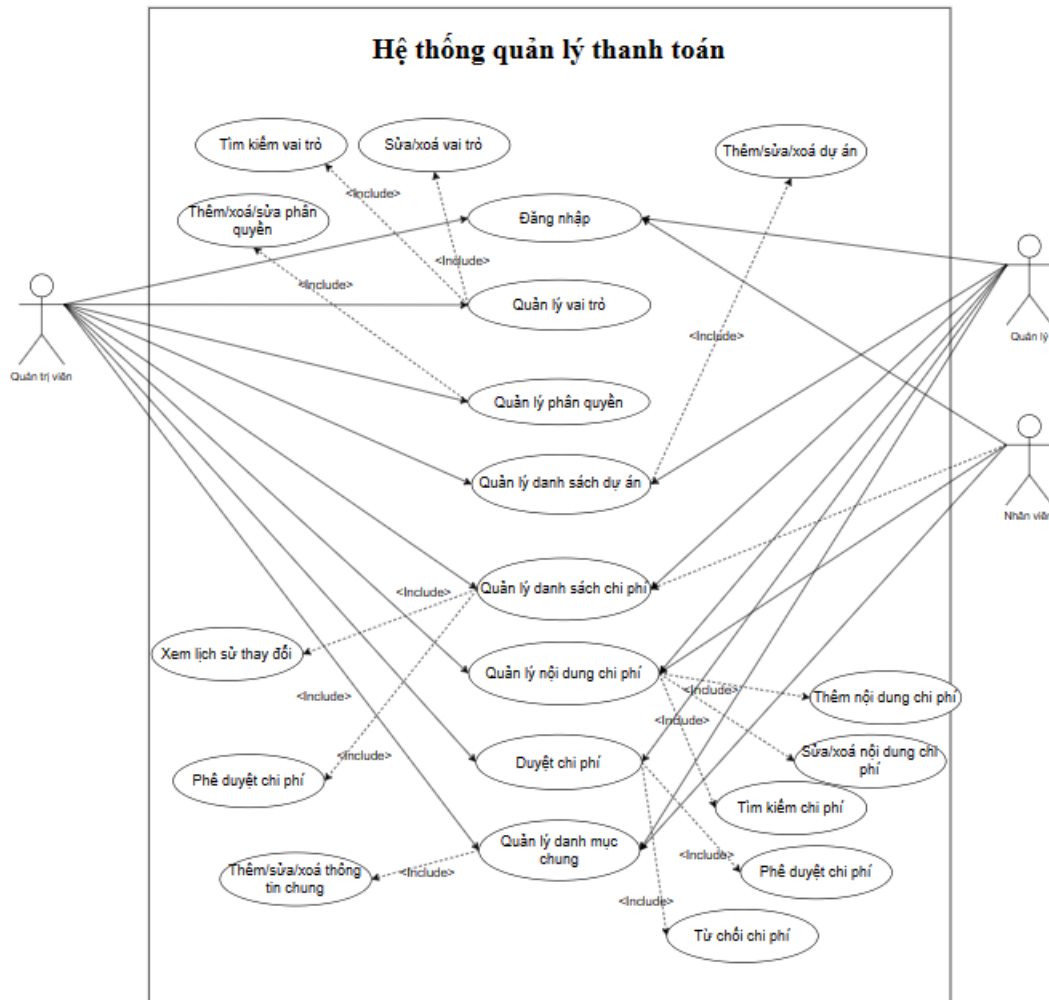 Hệ thống quản lý thanh toán
Tìm kiếm vai trò
Sửa/xoá vai trò
Thêm/sửa/xoá dự án
<Include>
Thêm/xoá/sửa phân
quyền
Đăng nhập
<Include>
<Include>
Quản lý vai trò
<Include>
Quản trị viên
Quản lý
Quản lý phân quyền
Quản lý danh sách dự án
Nhân viên
Quản lý danh sách chi phí
<Include>
Xem lịch sử thay đổi
Quản lý nội dung chi phí
<Include>
<Include>
Thêm nội dung chi phí
<Include>
<Include>
Sửa/xoá nội dung chi
phí
Duyệt chi phí
Phê duyệt chi phí
Tìm kiếm chi phí
Quản lý danh mục
chung
Thêm/sửa/xoá thông
tin chung
<Include>
<Include>
Phê duyệt chi phí
<Include>
Từ chối chi phí